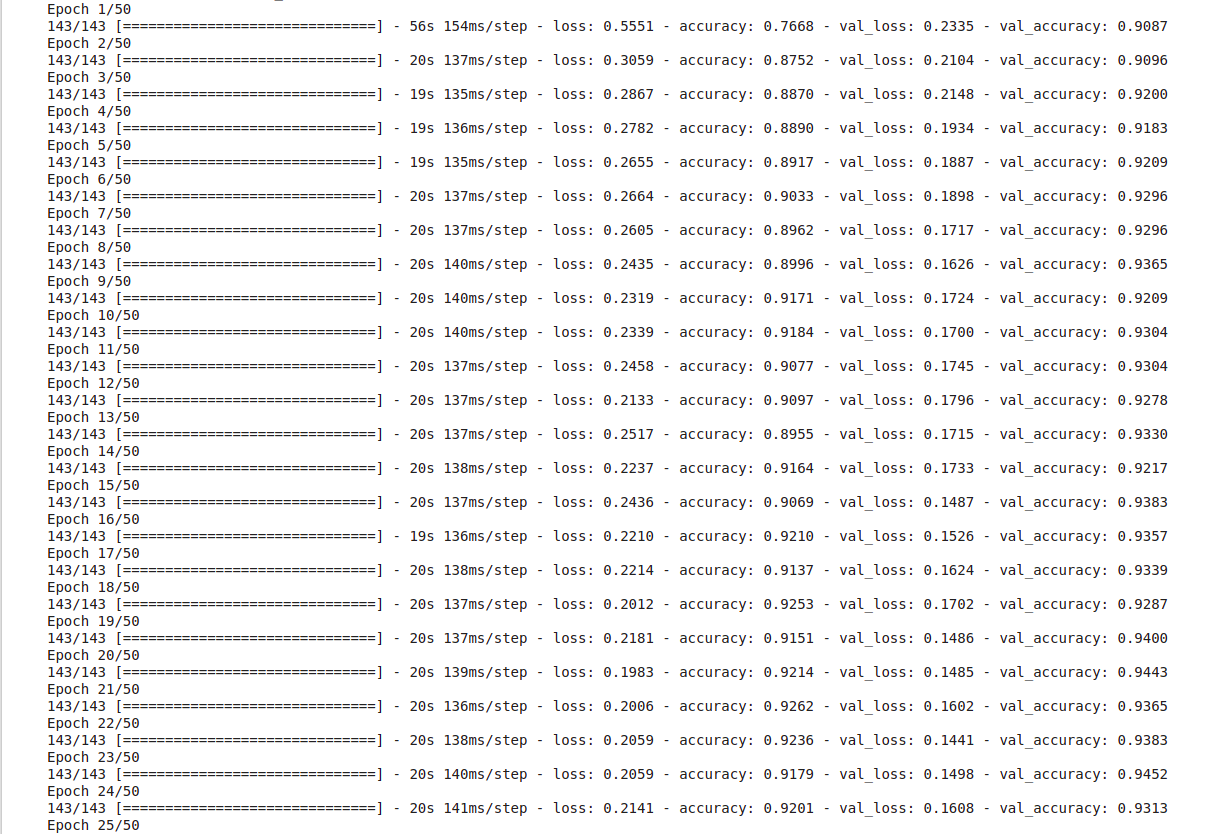 Epoch 1/50
143/143 [==============================] - 56s 154ms/step - loss: 0.5551 - accuracy: 0.7668 - val_loss: 0.2335 - val_accuracy: 0.9087
Epoch 2/50
143/143 [==============================] - 20s 137ms/step - loss: 0.3059 - accuracy: 0.8752 - val_loss: 0.2104 - val_accuracy: 0.9096
Epoch 3/50
143/143 [==============================] - 19s 135ms/step - loss: 0.2867 - accuracy: 0.8870 - val_loss: 0.2148 - val_accuracy: 0.9200
Epoch 4/50
143/143 [==============================] - 19s 136ms/step - loss: 0.2782 - accuracy: 0.8890 - val_loss: 0.1934 - val_accuracy: 0.9183
Epoch 5/50
143/143 [==============================] - 19s 135ms/step - loss: 0.2655 - accuracy: 0.8917 - val_loss: 0.1887 - val_accuracy: 0.9209
Epoch 6/50
143/143 [==============================] - 20s 137ms/step - loss: 0.2664 - accuracy: 0.9033 - val_loss: 0.1898 - val_accuracy: 0.9296
Epoch 7/50
143/143 [==============================] - 20s 137ms/step - loss: 0.2605 - accuracy: 0.8962 - val_loss: 0.1717 - val_accuracy: 0.9296
Epoch 8/50
143/143 [==============================] - 20s 140ms/step - loss: 0.2435 - accuracy: 0.8996 - val_loss: 0.1626 - val_accuracy: 0.9365
Epoch 9/50
143/143 [==============================] - 20s 140ms/step - loss: 0.2319 - accuracy: 0.9171 - val_loss: 0.1724 - val_accuracy: 0.9209
Epoch 10/50
143/143 [==============================] - 20s 140ms/step - loss: 0.2339 - accuracy: 0.9184 - val_loss: 0.1700 - val_accuracy: 0.9304
Epoch 11/50
143/143 [==============================] - 20s 137ms/step - loss: 0.2458 - accuracy: 0.9077 - val_loss: 0.1745 - val_accuracy: 0.9304
Epoch 12/50
143/143 [==============================] - 20s 137ms/step - loss: 0.2133 - accuracy: 0.9097 - val_loss: 0.1796 - val_accuracy: 0.9278
Epoch 13/50
143/143 [==============================] - 20s 137ms/step - loss: 0.2517 - accuracy: 0.8955 - val_loss: 0.1715 - val_accuracy: 0.9330
Epoch 14/50
143/143 [==============================] - 20s 138ms/step - loss: 0.2237 - accuracy: 0.9164 - val_loss: 0.1733 - val_accuracy: 0.9217
Epoch 15/50
143/143 [==============================] - 20s 137ms/step - loss: 0.2436 - accuracy: 0.9069 - val_loss: 0.1487 - val_accuracy: 0.9383
Epoch 16/50
143/143 [==============================] - 19s 136ms/step - loss: 0.2210 - accuracy: 0.9210 - val_loss: 0.1526 - val_accuracy: 0.9357
Epoch 17/50
143/143 [==============================] - 20s 138ms/step - loss: 0.2214 - accuracy: 0.9137 - val_loss: 0.1624 - val_accuracy: 0.9339
Epoch 18/50
143/143 [==============================] - 20s 137ms/step - loss: 0.2012 - accuracy: 0.9253 - val_loss: 0.1702 - val_accuracy: 0.9287
Epoch 19/50
143/143 [==============================] - 20s 137ms/step - loss: 0.2181 - accuracy: 0.9151 - val_loss: 0.1486 - val_accuracy: 0.9400
Epoch 20/50
143/143 [==============================] - 20s 139ms/step - loss: 0.1983 - accuracy: 0.9214 - val_loss: 0.1485 - val_accuracy: 0.9443
Epoch 21/50
143/143 [==============================] - 20s 136ms/step - loss: 0.2006 - accuracy: 0.9262 - val_loss: 0.1602 - val_accuracy: 0.9365
Epoch 22/50
143/143 [==============================] - 20s 138ms/step - loss: 0.2059 - accuracy: 0.9236 - val_loss: 0.1441 - val_accuracy: 0.9383
Epoch 23/50
143/143 [==============================] - 20s 140ms/step - loss: 0.2059 - accuracy: 0.9179 - val_loss: 0.1498 - val_accuracy: 0.9452
Epoch 24/50
143/143 [==============================] - 20s 141ms/step - loss: 0.2141 - accuracy: 0.9201 - val_loss: 0.1608 - val_accuracy: 0.9313
Epoch 25/50